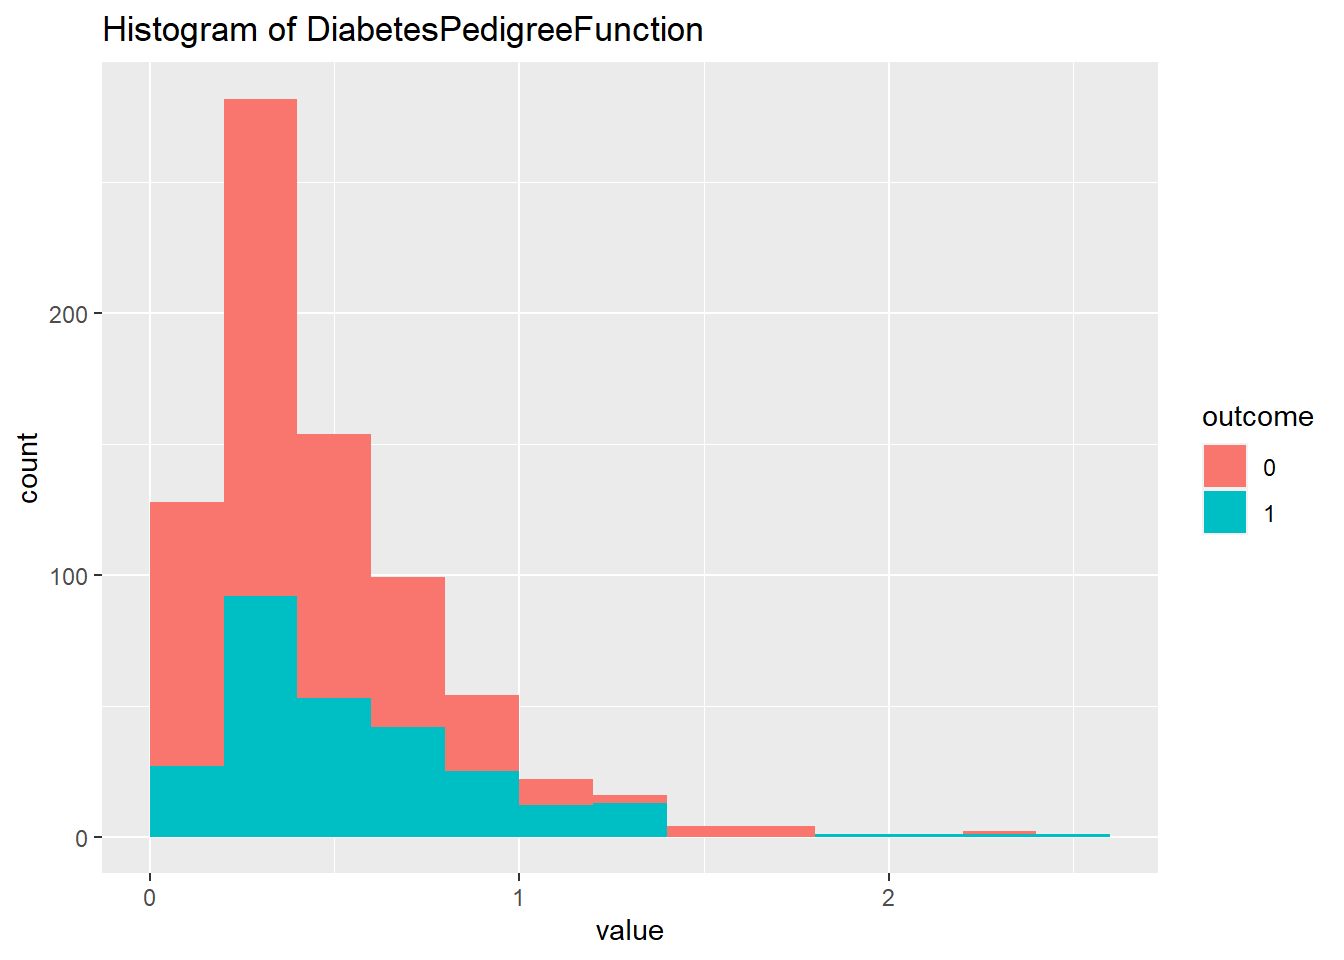 Histogram of DiabetesPedigreeFunction
200
100
0
count
0
1
2
value
outcome
0
1